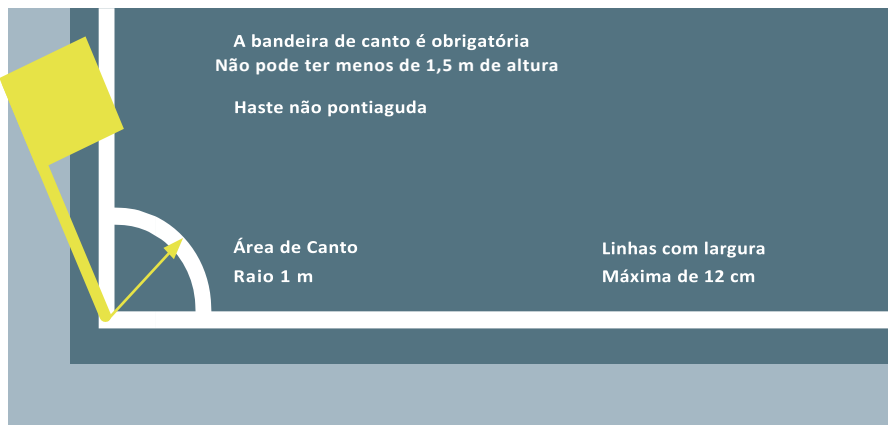 A bandeira de canto é obrigatória
Não pode ter menos de 1,5 m de altura
Haste não pontiaguda
Área de Canto
Raio 1 m
Linhas com largura
Máxima de 12 cm